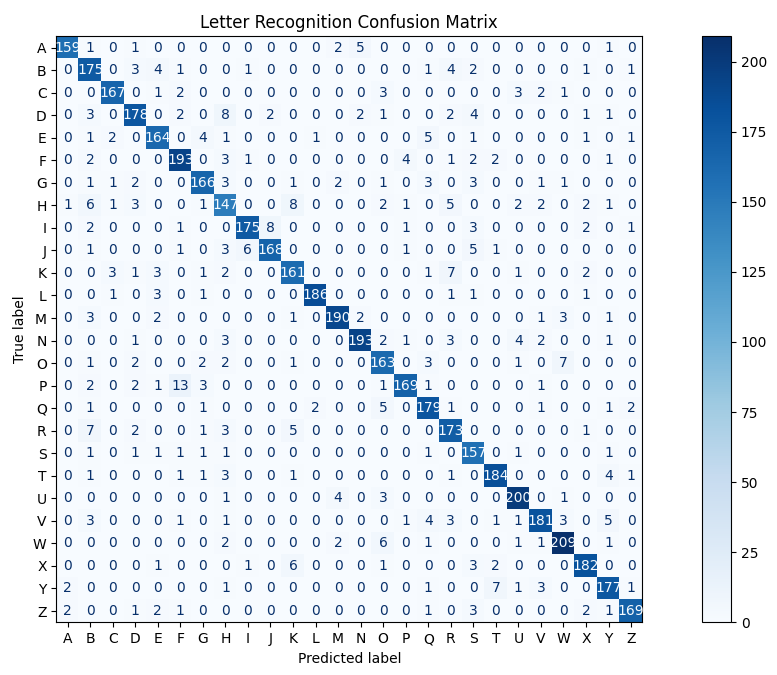 Letter Recognition Confusion Matrix
A 159 1 0 1 0 0 0 0 0 0 0 0 2 5 0 0 0 0 0 0 0 0 0 0 1 0
B 0 175 0 3 4 1 0 0 1 0 0 0 0 0 0 0 1 4 2 0 0 0 0 1 0 1
C 0 0 167 0 1 2 0 0 0 0 0 0 0 0 3 0 0 0 0 0 3 2 1 0 0 0
D 0 3 0 178 0 2 0 8 0 2 0 0 0 2 1 0 0 2 4 0 0 0 0 1 1 0
E 0 1 2 0 164 0 4 1 0 0 0 1 0 0 0 0 5 0 1 0 0 0 0 1 0 1
F 0 2 0 0 0 193 0 3 1 0 0 0 0 0 0 4 0 1 2 2 0 0 0 0 1 0
G 0 1 1 2 0 0 166 3 0 0 1 0 2 0 1 0 3 0 3 0 0 1 1 0 0 0
H 1 6 1 3 0 0 1 147 0 0 8 0 0 0 2 1 0 5 0 0 2 2 0 2 1 0
I 0 2 0 0 0 1 0 0 175 8 0 0 0 0 0 1 0 0 3 0 0 0 0 2 0 1
J 0 1 0 0 0 1 0 3 6 168 0 0 0 0 0 1 0 0 5 1 0 0 0 0 0 0
K 0 0 3 1 3 0 1 2 0 0 161 0 0 0 0 0 1 7 0 0 1 0 0 2 0 0
L 0 0 1 0 3 0 1 0 0 0 0 186 0 0 0 0 0 1 1 0 0 0 0 1 0 0
M 0 3 0 0 2 0 0 0 0 0 1 0 190 2 0 0 0 0 0 0 0 1 3 0 1 0
N 0 0 0 1 0 0 0 3 0 0 0 0 0 193 2 1 0 3 0 0 4 2 0 0 1 0
O 0 1 0 2 0 0 2 2 0 0 1 0 0 0 163 0 3 0 0 0 0 0 7 0 0 0
P 0 2 0 2 1 13 3 0 0 0 0 0 0 0 1 169 1 0 0 0 0 1 0 0 0 0
Q 0 1 0 0 0 0 1 0 0 0 0 2 0 0 5 0 179 1 0 0 0 1 0 0 1 2
R 0 7 0 2 0 0 1 3 0 0 5 0 0 0 0 0 0 173 0 0 0 0 0 1 0 0
S 0 1 0 1 1 1 1 1 0 0 0 0 0 0 0 0 1 0 157 0 1 0 0 0 1 0
T 0 1 0 0 0 1 1 3 0 0 1 0 0 0 0 0 0 1 0 184 0 0 0 0 4 1
U 0 0 0 0 0 0 0 1 0 0 0 0 4 0 3 0 0 0 0 0 200 0 1 0 0 0
V 0 3 0 0 0 1 0 1 0 0 0 0 0 0 0 1 4 3 0 1 1 181 3 0 5 0
W 0 0 0 0 0 0 0 2 0 0 0 0 2 0 6 0 1 0 0 0 1 1 209 0 1 0
X 0 0 0 0 1 0 0 0 1 0 6 0 0 0 1 0 0 0 3 2 0 0 0 182 0 0
Y 2 0 0 0 0 0 0 1 0 0 0 0 0 0 0 0 1 0 0 7 1 3 0 0 177 1
Z 2 0 0 1 2 1 0 0 0 0 0 0 0 0 0 0 1 0 3 0 0 0 0 2 1 169
A B C D E F G H I J K L M N O P Q R S T U V W X Y Z
Predicted label
True label
200
175
150
125
100
75
50
25
0